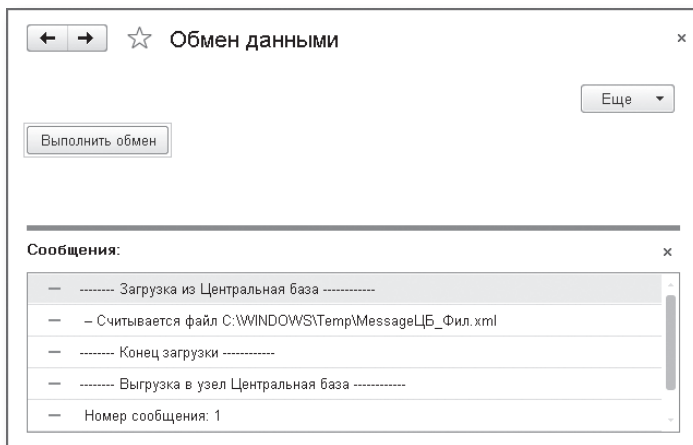 Обмен данными
Еще
Выполнить обмен
Сообщения:
-------- Загрузка из Центральная база ------------
– Считывается файл C:\WINDOWS\Temp\MessageЦБ_Фил.xml
-------- Конец загрузки ------------
-------- Выгрузка в узел Центральная база ------------
Номер сообщения: 1